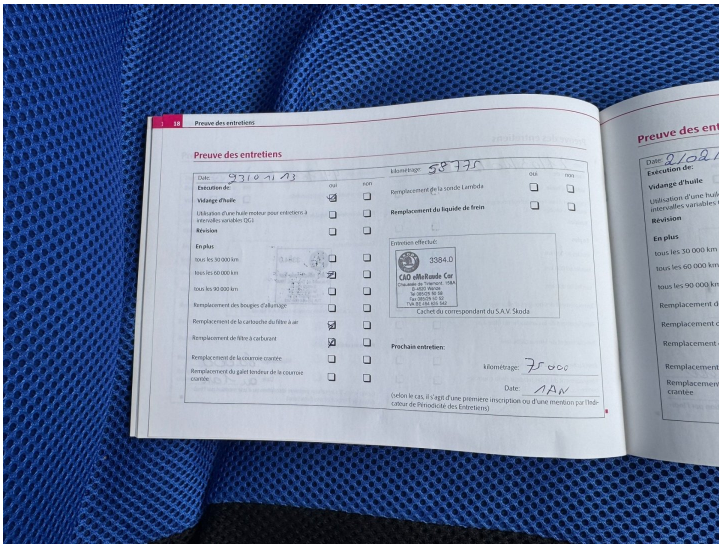 18 Preuve des entretiens
Preuve des entretiens
Date:
Exécution de: oui non
Vidange d'huile
Utilisation d'une huile moteur pour entretiens à
intervalles variables QG1
Révision
En plus
tous les 30 000 km
tous les 60 000 km
tous les 90 000 km
Remplacement des bougies d'allumage
Remplacement de la cartouche du filtre à air
Remplacement de filtre à carburant
Remplacement de la courroie crantée
Remplacement du galet tendeur de la courroie
crantée
kilométrage: 58 775
oui non
Remplacement de la sonde Lambda
Remplacement du liquide de frein
Entretien effectué:
3384.0
CAO eMeRaude Car
Cachet du correspondant du S.A.V. Skoda
Prochain entretien:
kilométrage: 75 000
Date: 1 AN
(selon le cas, il s'agit d'une première inscription ou d'une mention par l'Indi-
cateur de Périodicité des Entretiens)
Preuve des ent
Date: 2/02/
Exécution de:
Vidange d'huile
Utilisation d'une huile
intervalles variables
Révision
En plus
tous les 30 000 km
tous les 60 000 km
tous les 90 000 km
Remplacement d
Remplacement
Remplacement
Remplacement
Remplacemen
crantée